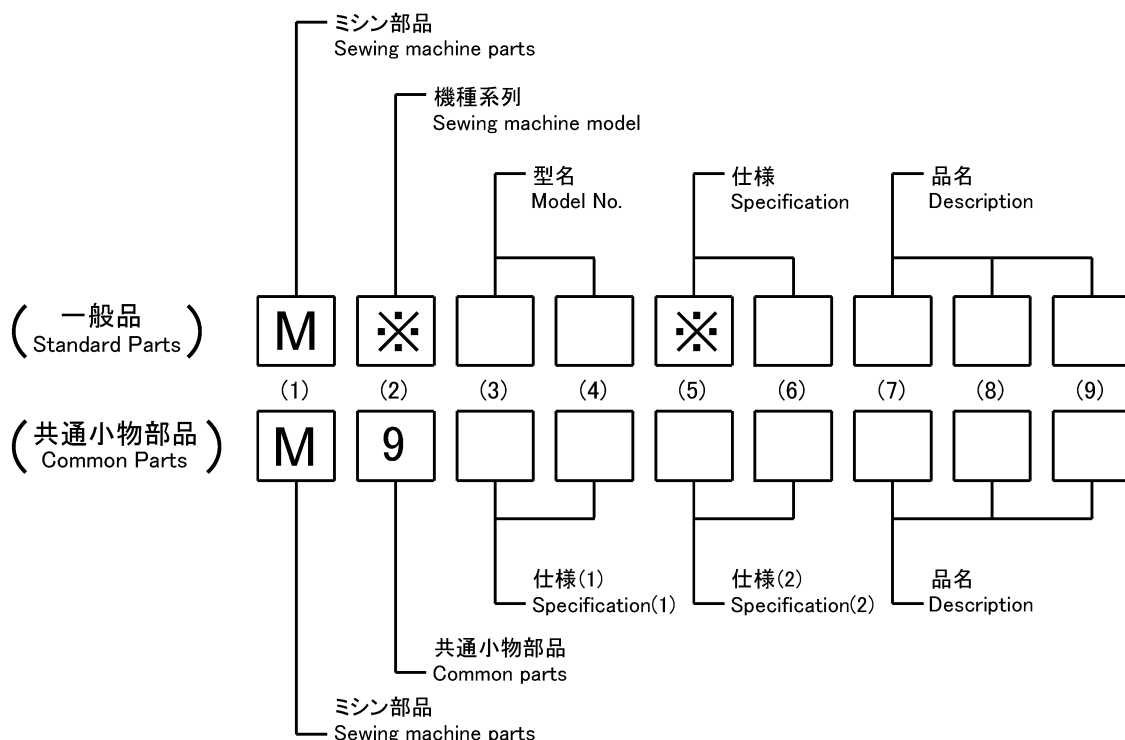 ミシン部品
Sewing machine parts
機種系列
Sewing machine model
型名
Model No.
仕様
Specification
品名
Description
(一般品
Standard Parts)
M ※ ※
(1) (2) (3) (4) (5) (6) (7) (8) (9)
(共通小物部品
Common Parts)
M 9
仕様(1)
Specification(1)
仕様(2)
Specification(2)
品名
Description
共通小物部品
Common parts
ミシン部品
Sewing machine parts